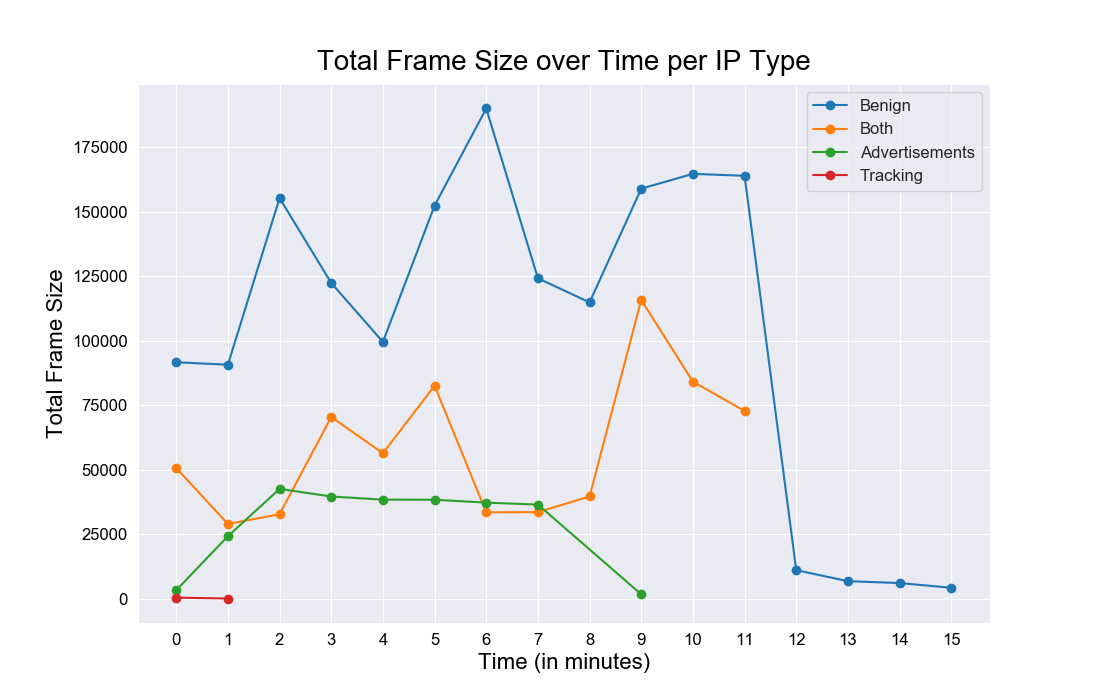 Total Frame Size over Time per IP Type
Benign
Both
Advertisements
Tracking
Total Frame Size
175000
150000
125000
100000
75000
50000
25000
0
0 1 2 3 4 5 6 7 8 9 10 11 12 13 14 15
Time (in minutes)